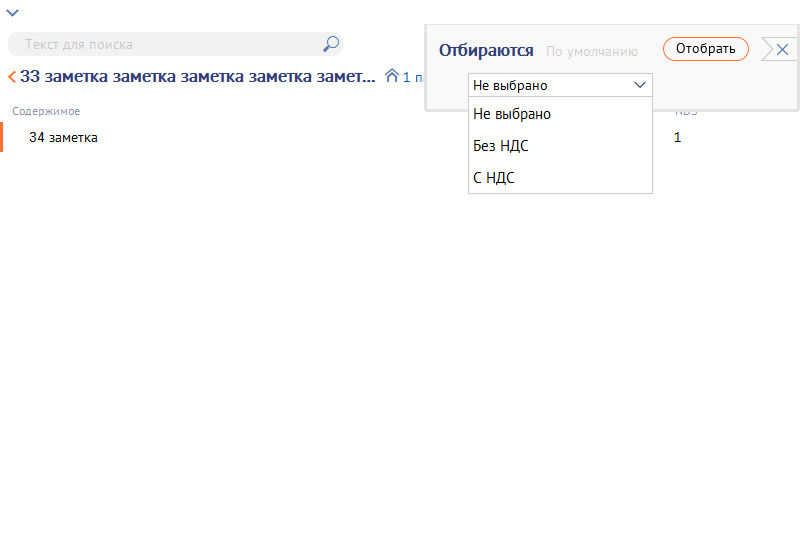 Текст для поиска
Отбираются По умолчанию Отобрать
33 заметка заметка заметка заметка замет... 1 па
Не выбрано
Содержимое NDS
Не выбрано
34 заметка 1
Без НДС
С НДС